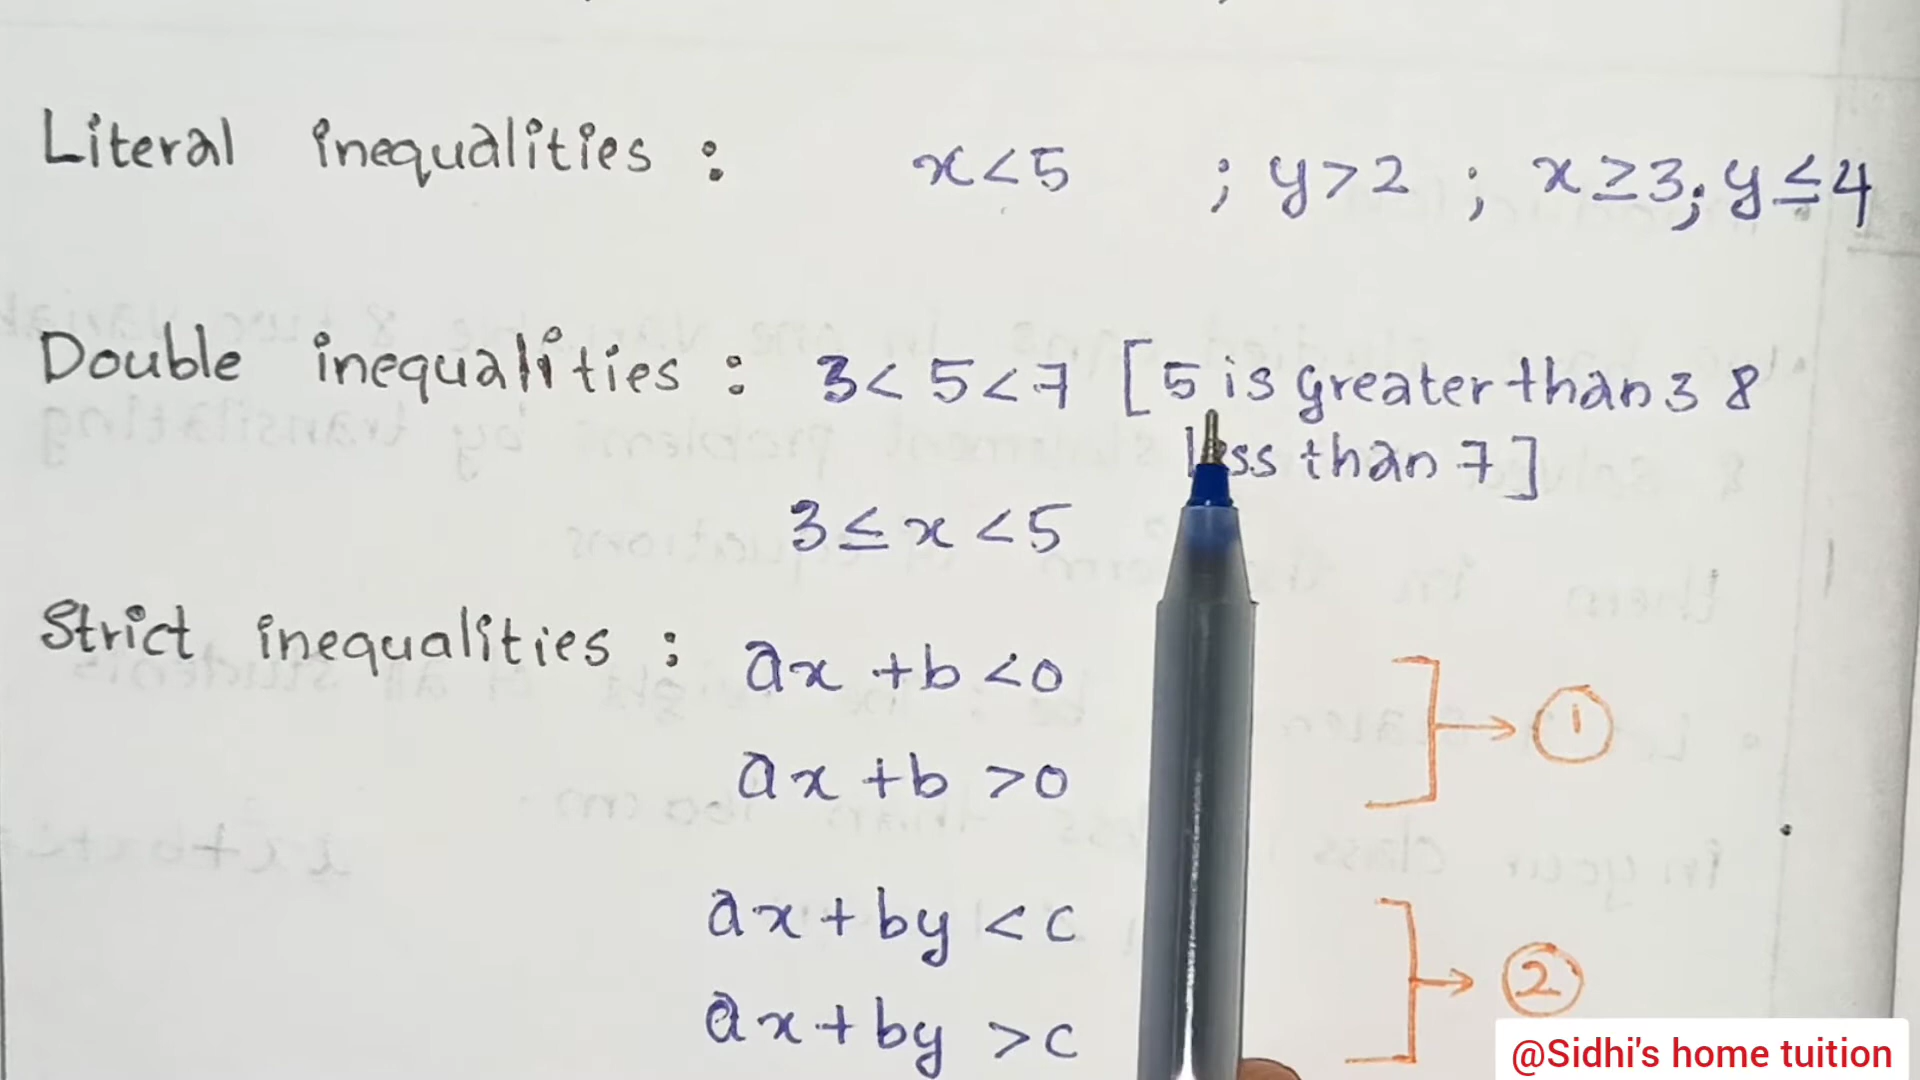 Literal inequalities : x<5 ; y>2 ; x≥3; y≤4
Double inequalities : 3< 5<7 [5 is greater than 3 &
less than 7]
3≤ x <5
Strict inequalities : ax +b <0
ax +b >0
1
ax + by < c
ax + by > c
2
@Sidhi's home tuition